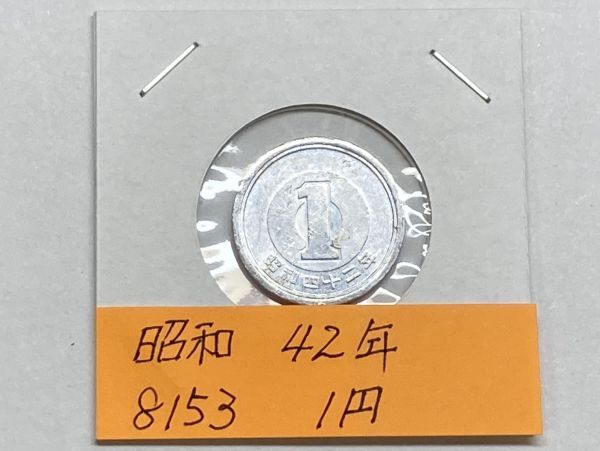 1
昭和四十二年
昭和 42年
8153 1円